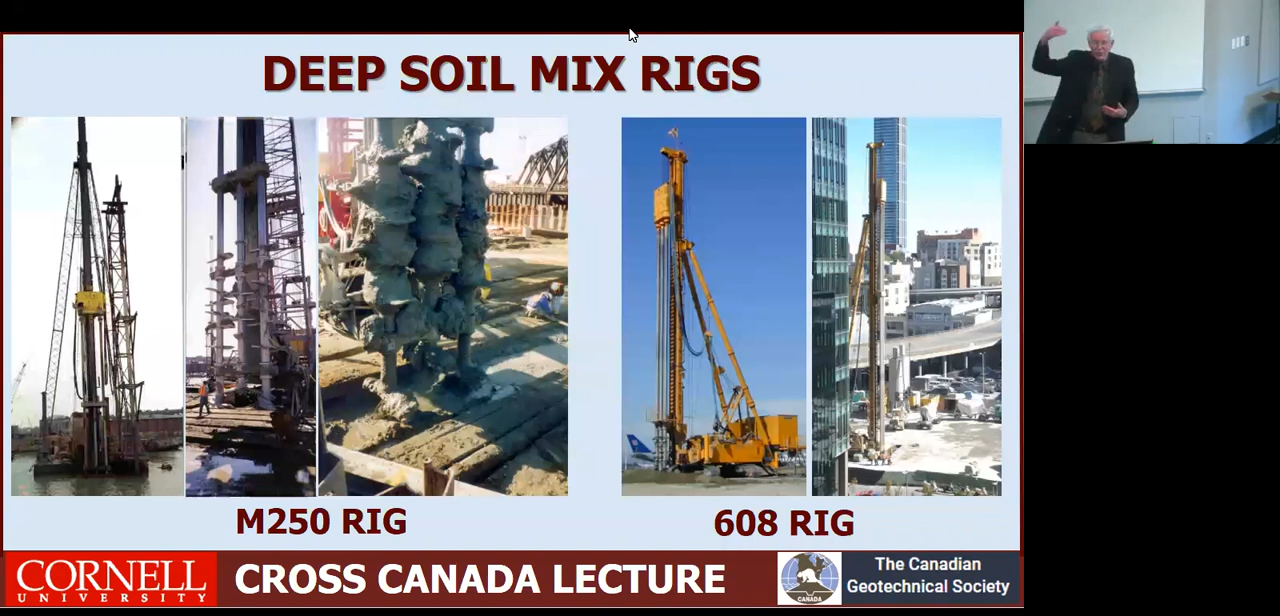 DEEP SOIL MIX RIGS
M250 RIG
608 RIG
CORNELL
UNIVERSITY
CROSS CANADA LECTURE
CANADA
The Canadian
Geotechnical Society